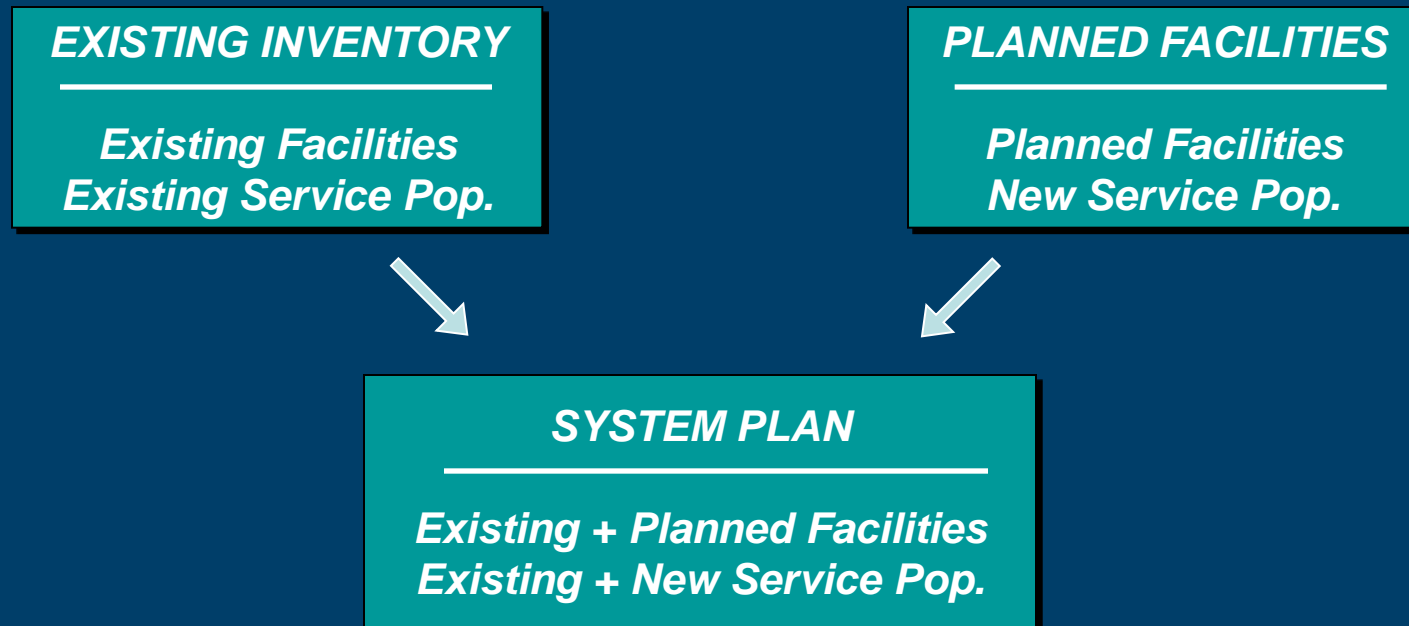 EXISTING INVENTORY
Existing Facilities
Existing Service Pop.
PLANNED FACILITIES
Planned Facilities
New Service Pop.
SYSTEM PLAN
Existing + Planned Facilities
Existing + New Service Pop.